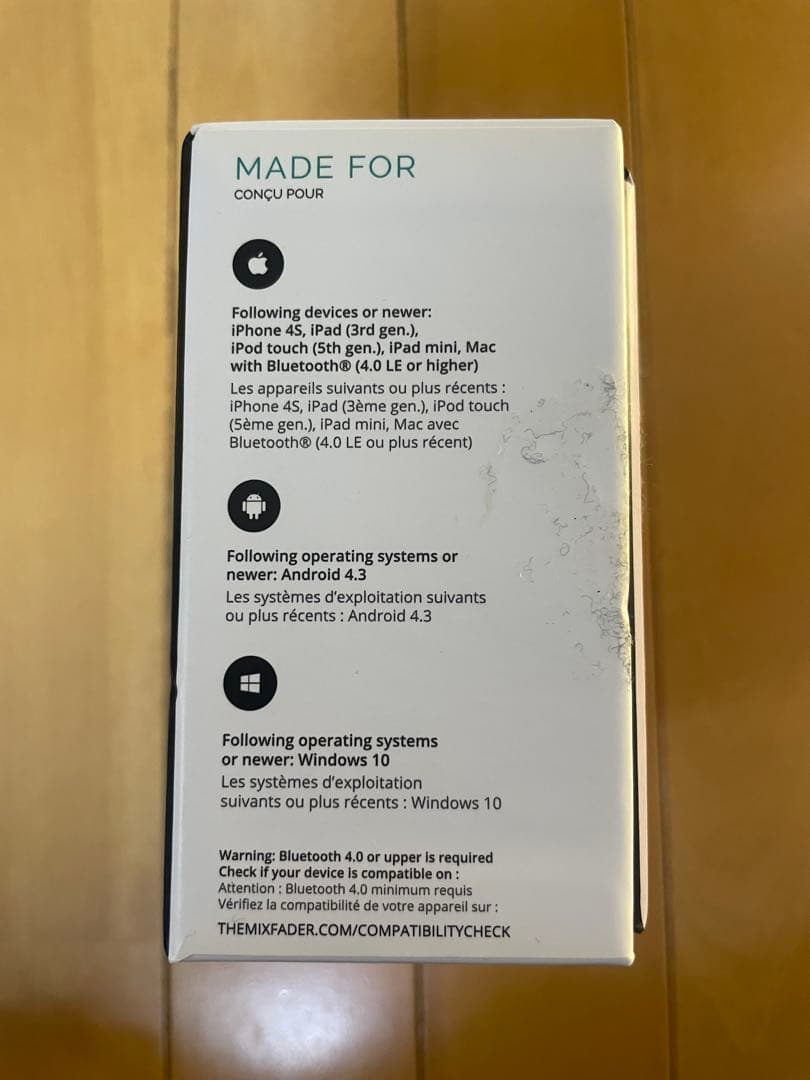 MADE FOR
CONÇU POUR
Following devices or newer:
iPhone 4S, iPad (3rd gen.),
iPod touch (5th gen.), iPad mini, Mac
with Bluetooth® (4.0 LE or higher)
Les appareils suivants ou plus récents :
iPhone 4S, iPad (3ème gen.), iPod touch
(5ème gen.), iPad mini, Mac avec
Bluetooth® (4.0 LE ou plus récent)
Following operating systems or
newer: Android 4.3
Les systèmes d’exploitation suivants
ou plus récents : Android 4.3
Following operating systems
or newer: Windows 10
Les systèmes d’exploitation
suivants ou plus récents : Windows 10
Warning: Bluetooth 4.0 or upper is required
Check if your device is compatible on :
Attention : Bluetooth 4.0 minimum requis
Vérifiez la compatibilité de votre appareil sur :
THEMIXFADER.COM/COMPATIBILITYCHECK